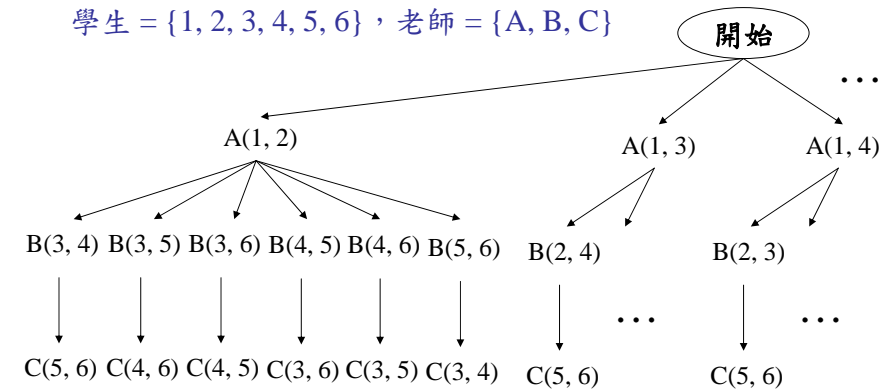 學生 = {1, 2, 3, 4, 5, 6}，老師 = {A, B, C}
開始
…
A(1, 2) A(1, 3) A(1, 4)
B(3, 4) B(3, 5) B(3, 6) B(4, 5) B(4, 6) B(5, 6) B(2, 4) B(2, 3)
… …
C(5, 6) C(4, 6) C(4, 5) C(3, 6) C(3, 5) C(3, 4) C(5, 6) C(5, 6)